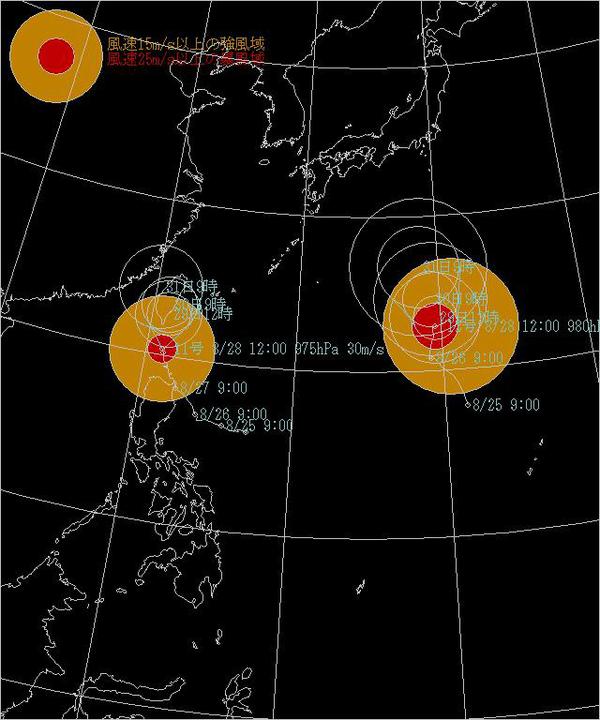 風速15m/s以上の強風域
風速25m/s以上の暴風域
31日9時
30日9時
29日12時
11号 8/28 12:00 975hPa 30m/s
8/27 9:00
8/26 9:00
8/25 9:00
31日9時
30日9時
29日12時
8/28 12:00 980h
8/26 9:00
8/25 9:00